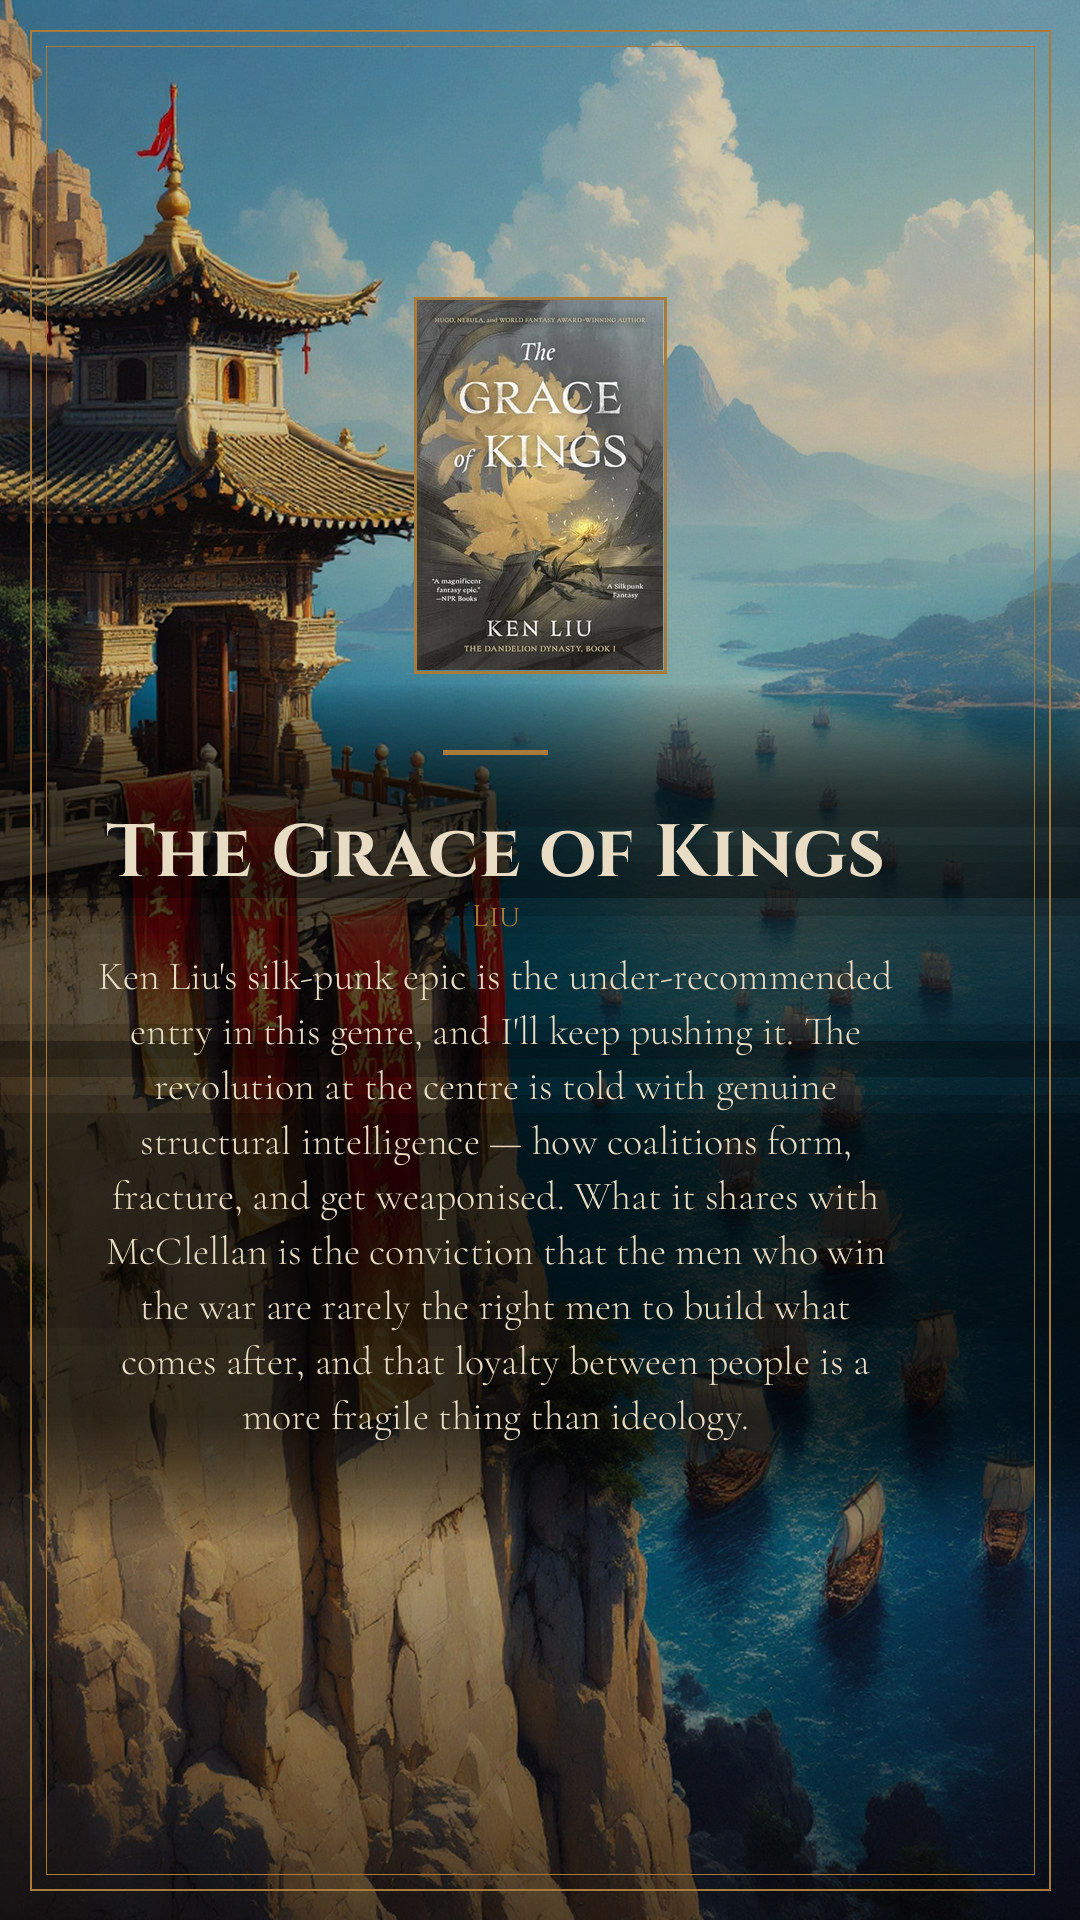 HUGO, NEBULA, and WORLD FANTASY AWARD-WINNING AUTHOR
The
GRACE
of KINGS
"A magnificent
fantasy epic."
—NPR Books
A Silkpunk
Fantasy
KEN LIU
THE DANDELION DYNASTY, BOOK I
The Grace of Kings
Liu
Ken Liu's silk-punk epic is the under-recommended
entry in this genre, and I'll keep pushing it. The
revolution at the centre is told with genuine
structural intelligence — how coalitions form,
fracture, and get weaponised. What it shares with
McClellan is the conviction that the men who win
the war are rarely the right men to build what
comes after, and that loyalty between people is a
more fragile thing than ideology.